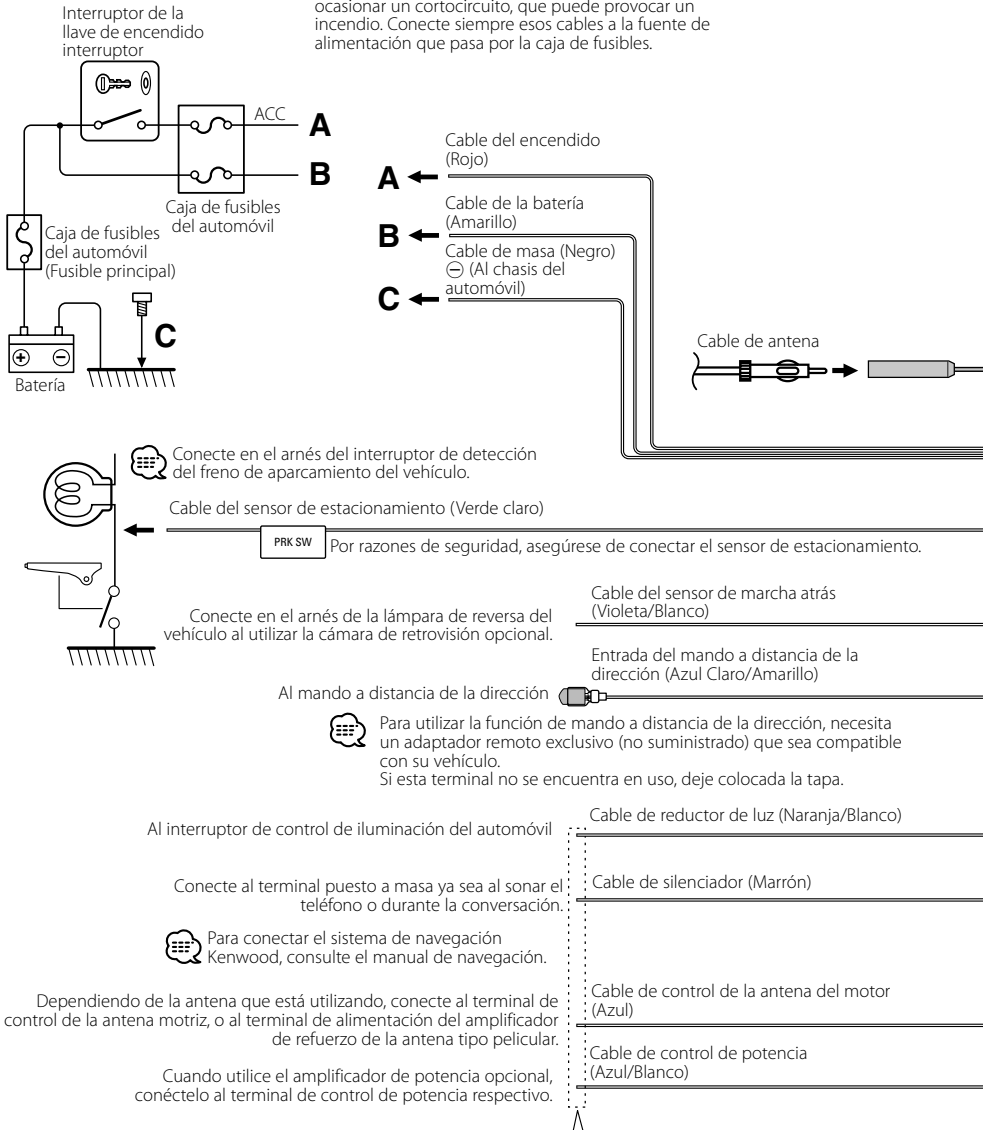 ocasionar un cortocircuito, que puede provocar un
incendio. Conecte siempre esos cables a la fuente de
alimentación que pasa por la caja de fusibles.
Interruptor de la
llave de encendido
interruptor
ACC
A
B
Caja de fusibles
del automóvil
Caja de fusibles
del automóvil
(Fusible principal)
C
Batería
Cable del encendido
(Rojo)
A
Cable de la batería
(Amarillo)
B
Cable de masa (Negro)
⊖ (Al chasis del
automóvil)
C
Cable de antena
Conecte en el arnés del interruptor de detección
del freno de aparcamiento del vehículo.
Cable del sensor de estacionamiento (Verde claro)
PRK SW
Por razones de seguridad, asegúrese de conectar el sensor de estacionamiento.
Cable del sensor de marcha atrás
(Violeta/Blanco)
Conecte en el arnés de la lámpara de reversa del
vehículo al utilizar la cámara de retrovisión opcional.
Entrada del mando a distancia de la
dirección (Azul Claro/Amarillo)
Al mando a distancia de la dirección
Para utilizar la función de mando a distancia de la dirección, necesita
un adaptador remoto exclusivo (no suministrado) que sea compatible
con su vehículo.
Si esta terminal no se encuentra en uso, deje colocada la tapa.
Cable de reductor de luz (Naranja/Blanco)
Al interruptor de control de iluminación del automóvil
Cable de silenciador (Marrón)
Conecte al terminal puesto a masa ya sea al sonar el
teléfono o durante la conversación.
Para conectar el sistema de navegación
Kenwood, consulte el manual de navegación.
Cable de control de la antena del motor
(Azul)
Dependiendo de la antena que está utilizando, conecte al terminal de
control de la antena motriz, o al terminal de alimentación del amplificador
de refuerzo de la antena tipo pelicular.
Cable de control de potencia
(Azul/Blanco)
Cuando utilice el amplificador de potencia opcional,
conéctelo al terminal de control de potencia respectivo.